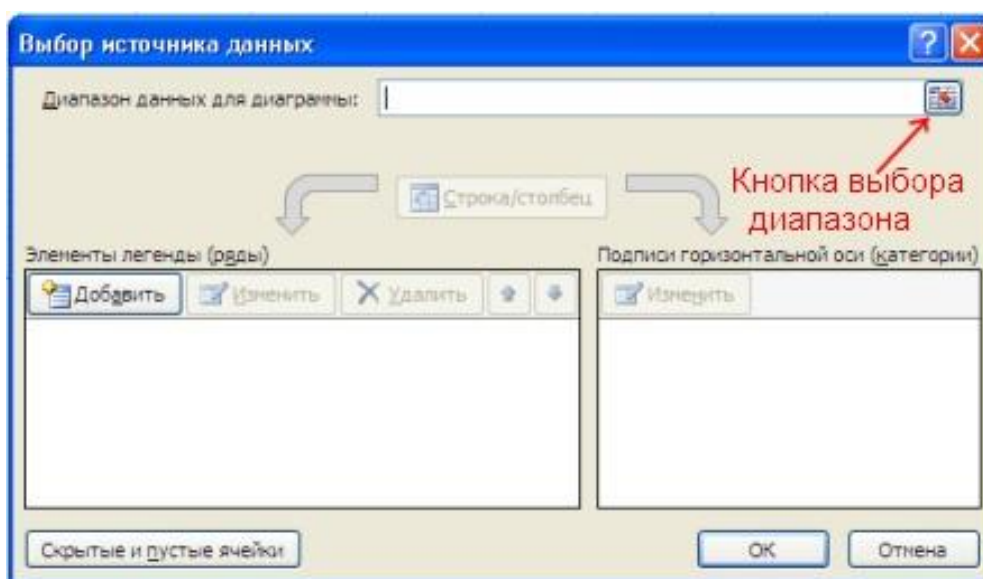 Выбор источника данных
Диапазон данных для диаграммы:
Кнопка выбора
диапазона
Строка/столбец
Элементы легенды (ряды)
Подписи горизонтальной оси (категории)
Добавить
Изменить
Удалить
Изменить
Скрытые и пустые ячейки
ОК
Отмена